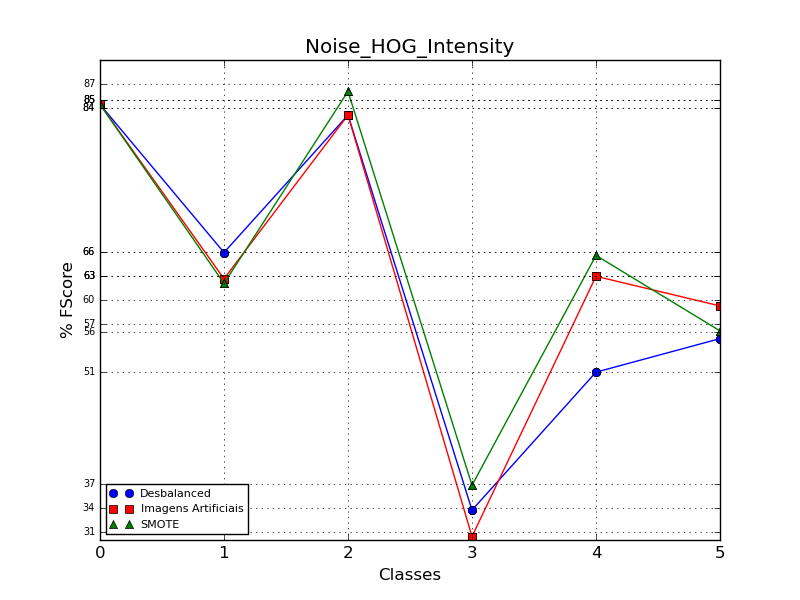 Noise_HOG_Intensity
% FScore
87
85
84
66
63
60
57
56
51
37
34
31
Desbalanced
Imagens Artificiais
SMOTE
0 1 2 3 4 5
Classes